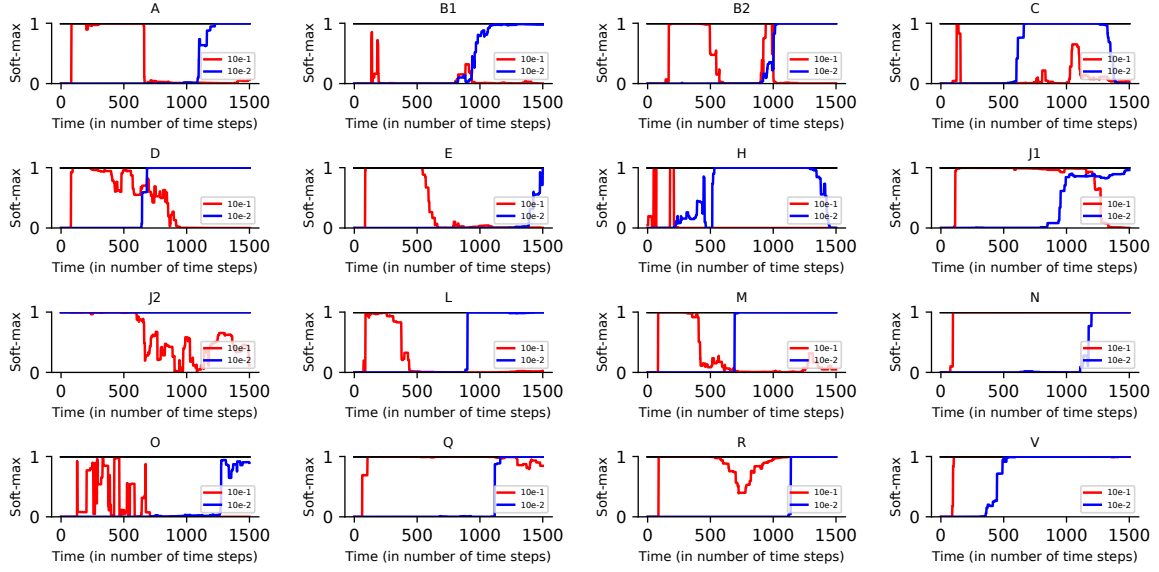 A B1 B2 C
Soft-max 1 0 10e-1 10e-2 Soft-max 1 0 10e-1 10e-2 Soft-max 1 0 10e-1 10e-2 Soft-max 1 0 10e-1 10e-2
0 500 1000 1500 0 500 1000 1500 0 500 1000 1500 0 500 1000 1500
Time (in number of time steps) Time (in number of time steps) Time (in number of time steps) Time (in number of time steps)
D E H J1
Soft-max 1 0 10e-1 10e-2 Soft-max 1 0 10e-1 10e-2 Soft-max 1 0 10e-1 10e-2 Soft-max 1 0 10e-1 10e-2
0 500 1000 1500 0 500 1000 1500 0 500 1000 1500 0 500 1000 1500
Time (in number of time steps) Time (in number of time steps) Time (in number of time steps) Time (in number of time steps)
J2 L M N
Soft-max 1 0 10e-1 10e-2 Soft-max 1 0 10e-1 10e-2 Soft-max 1 0 10e-1 10e-2 Soft-max 1 0 10e-1 10e-2
0 500 1000 1500 0 500 1000 1500 0 500 1000 1500 0 500 1000 1500
Time (in number of time steps) Time (in number of time steps) Time (in number of time steps) Time (in number of time steps)
O Q R V
Soft-max 1 0 10e-1 10e-2 Soft-max 1 0 10e-1 10e-2 Soft-max 1 0 10e-1 10e-2 Soft-max 1 0 10e-1 10e-2
0 500 1000 1500 0 500 1000 1500 0 500 1000 1500 0 500 1000 1500
Time (in number of time steps) Time (in number of time steps) Time (in number of time steps) Time (in number of time steps)